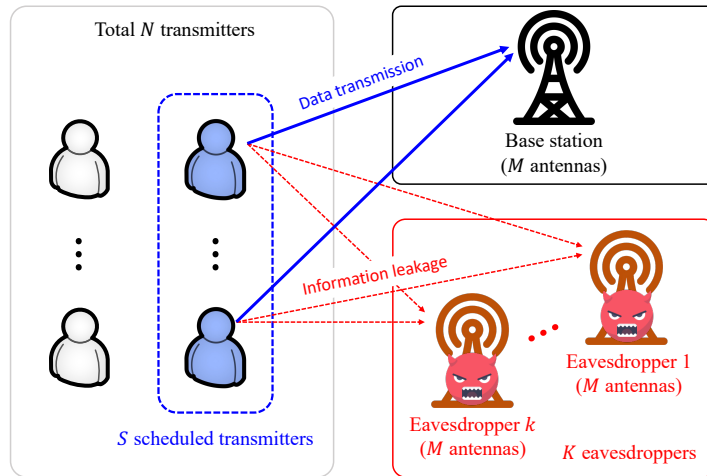 Total N transmitters
Data transmission
Base station
(M antennas)
Information leakage
Eavesdropper 1
(M antennas)
Eavesdropper k
(M antennas)
S scheduled transmitters
K eavesdroppers